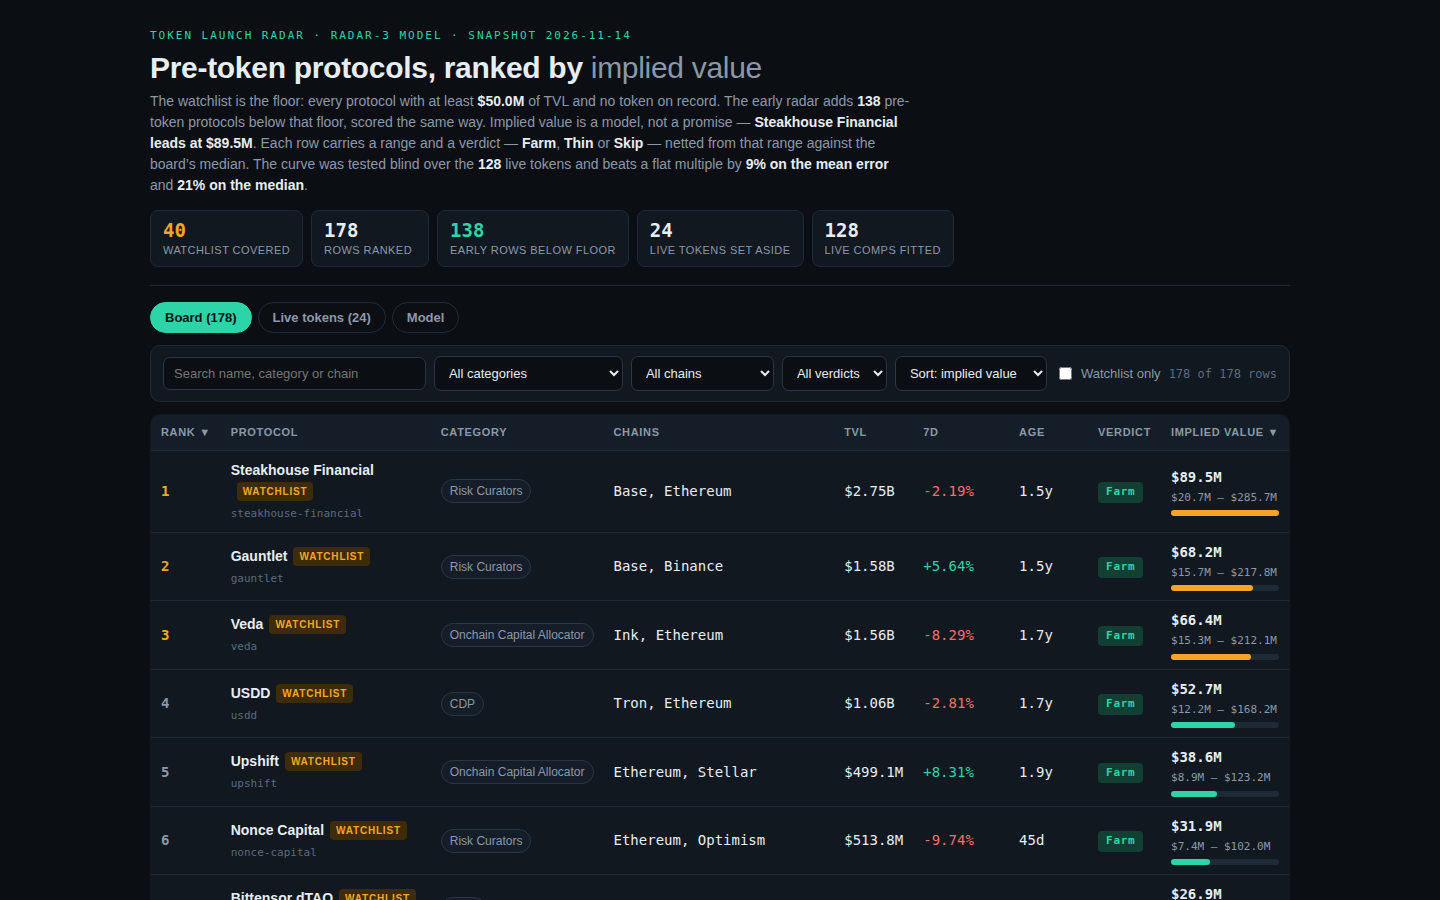 TOKEN LAUNCH RADAR · RADAR-3 MODEL · SNAPSHOT 2026-11-14
Pre-token protocols, ranked by implied value
The watchlist is the floor: every protocol with at least $50.0M of TVL and no token on record. The early radar adds 138 pre-
token protocols below that floor, scored the same way. Implied value is a model, not a promise — Steakhouse Financial
leads at $89.5M. Each row carries a range and a verdict — Farm, Thin or Skip — netted from that range against the
board's median. The curve was tested blind over the 128 live tokens and beats a flat multiple by 9% on the mean error
and 21% on the median.
40 178 138 24 128
WATCHLIST COVERED ROWS RANKED EARLY ROWS BELOW FLOOR LIVE TOKENS SET ASIDE LIVE COMPS FITTED
Board (178) Live tokens (24) Model
Search name, category or chain All categories All chains All verdicts Sort: implied value Watchlist only 178 of 178 rows
RANK ▼ PROTOCOL CATEGORY CHAINS TVL 7D AGE VERDICT IMPLIED VALUE ▼
Steakhouse Financial
1 WATCHLIST Risk Curators Base, Ethereum $2.75B -2.19% 1.5y Farm $89.5M
steakhouse-financial $20.7M — $285.7M
2 Gauntlet WATCHLIST Risk Curators Base, Binance $1.58B +5.64% 1.5y Farm $68.2M
gauntlet $15.7M — $217.8M
3 Veda WATCHLIST Onchain Capital Allocator Ink, Ethereum $1.56B -8.29% 1.7y Farm $66.4M
veda $15.3M — $212.1M
4 USDD WATCHLIST CDP Tron, Ethereum $1.06B -2.81% 1.7y Farm $52.7M
usdd $12.2M — $168.2M
5 Upshift WATCHLIST Onchain Capital Allocator Ethereum, Stellar $499.1M +8.31% 1.9y Farm $38.6M
upshift $8.9M — $123.2M
6 Nonce Capital WATCHLIST Risk Curators Ethereum, Optimism $513.8M -9.74% 45d Farm $31.9M
nonce-capital $7.4M — $102.0M
Bittensor dTAO WATCHLIST $26.9M